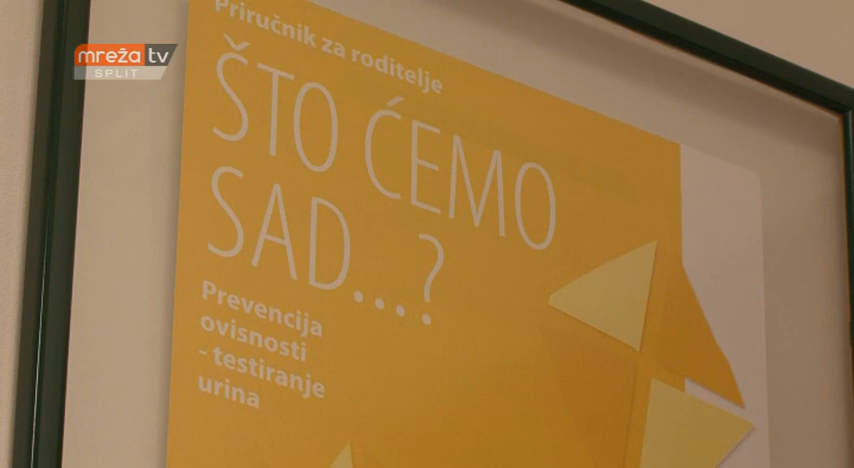 mreža tv
SPLIT
Priručnik za roditelje
ŠTO ĆEMO
SAD...?
Prevencija
ovisnosti
- testiranje
urina